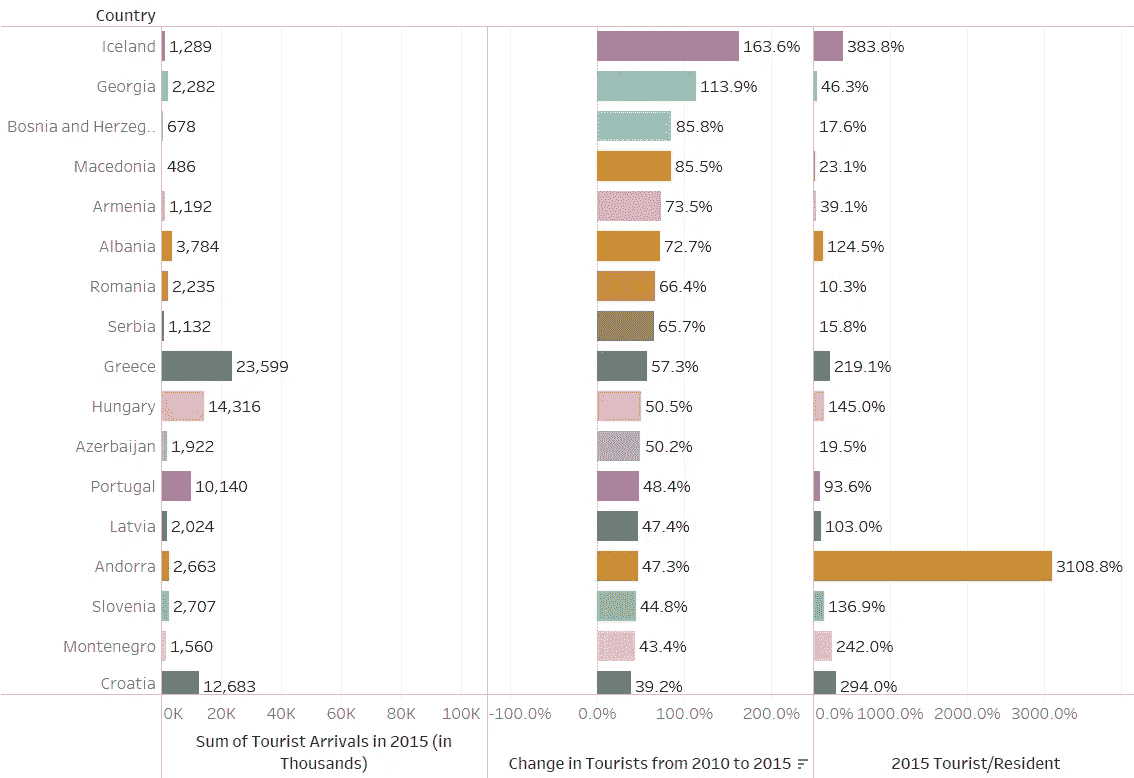 Country
Iceland 1,289 163.6% 383.8%
Georgia 2,282 113.9% 46.3%
Bosnia and Herzeg.. 678 85.8% 17.6%
Macedonia 486 85.5% 23.1%
Armenia 1,192 73.5% 39.1%
Albania 3,784 72.7% 124.5%
Romania 2,235 66.4% 10.3%
Serbia 1,132 65.7% 15.8%
Greece 23,599 57.3% 219.1%
Hungary 14,316 50.5% 145.0%
Azerbaijan 1,922 50.2% 19.5%
Portugal 10,140 48.4% 93.6%
Latvia 2,024 47.4% 103.0%
Andorra 2,663 47.3% 3108.8%
Slovenia 2,707 44.8% 136.9%
Montenegro 1,560 43.4% 242.0%
Croatia 12,683 39.2% 294.0%
0K 20K 40K 60K 80K 100K -100.0% 0.0% 100.0% 200.0% 0.0% 1000.0% 2000.0% 3000.0%
Sum of Tourist Arrivals in 2015 (in
Thousands)
Change in Tourists from 2010 to 2015
2015 Tourist/Resident